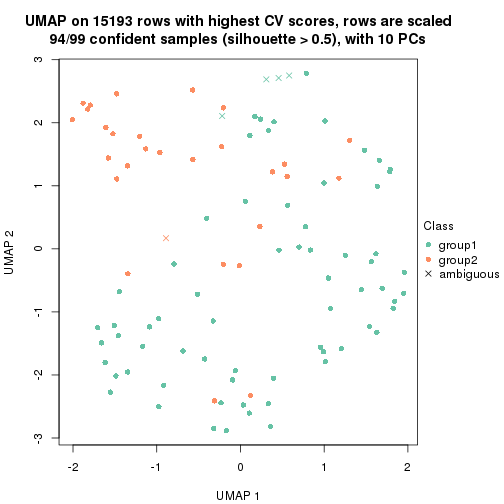 UMAP on 15193 rows with highest CV scores, rows are scaled
94/99 confident samples (silhouette > 0.5), with 10 PCs
3
2
1
0
-1
-2
-3
UMAP 2
-2
-1
0
1
2
UMAP 1
Class
group1
group2
ambiguous